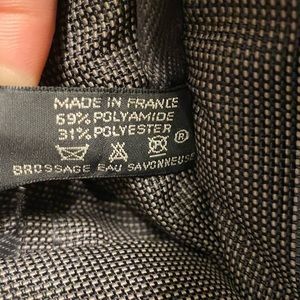 MADE IN FRANCE
69% POLYAMIDE
31% POLYESTER ®
BROSSAGE EAU SAVONNEUSE